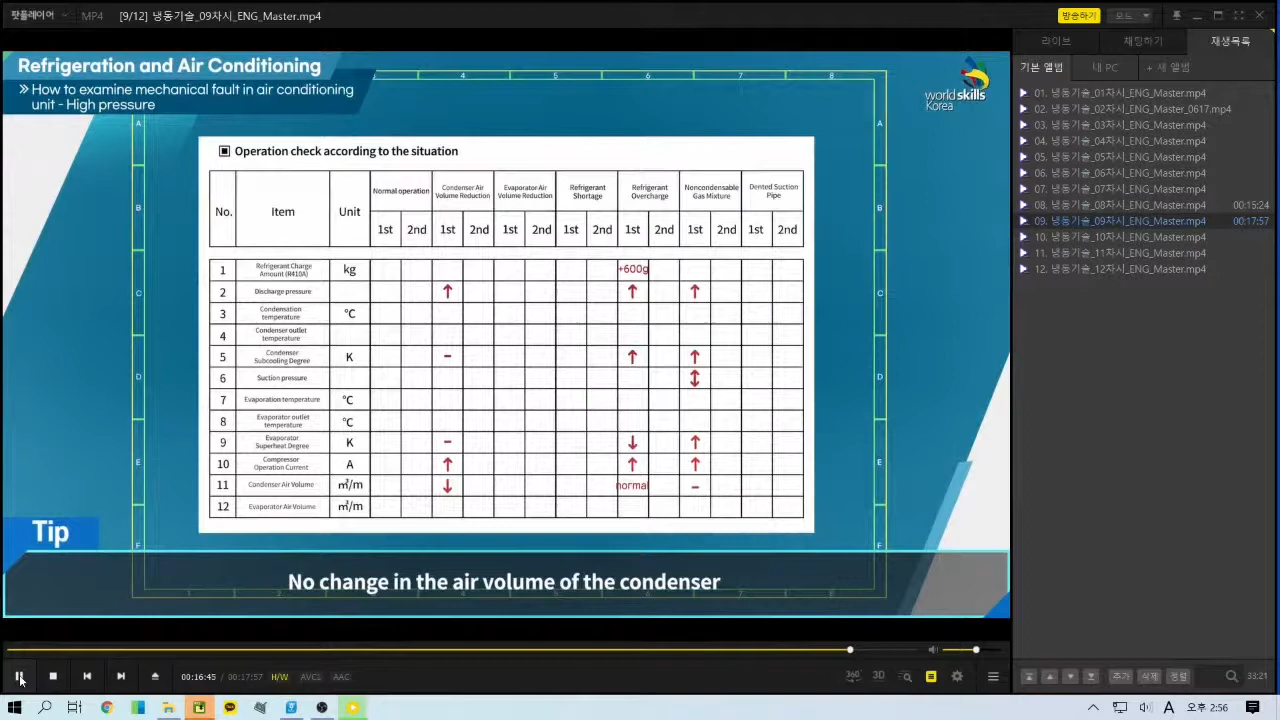 팟플레이어
MP4
[9/12] 냉동기술_09차시_ENG_Master.mp4
방송하기
모드
라이브
채팅하기
재생목록
기본 앨범
내 PC
+ 새 앨범
Refrigeration and Air Conditioning
» How to examine mechanical fault in air conditioning
unit - High pressure
worldskills
Korea
01. 냉동기술_01차시_ENG_Master.mp4
02. 냉동기술_02차시_ENG_Master_0617.mp4
03. 냉동기술_03차시_ENG_Master.mp4
04. 냉동기술_04차시_ENG_Master.mp4
05. 냉동기술_05차시_ENG_Master.mp4
06. 냉동기술_06차시_ENG_Master.mp4
07. 냉동기술_07차시_ENG_Master.mp4
08. 냉동기술_08차시_ENG_Master.mp4 00:15:24
09. 냉동기술_09차시_ENG_Master.mp4 00:17:57
10. 냉동기술_10차시_ENG_Master.mp4
11. 냉동기술_11차시_ENG_Master.mp4
12. 냉동기술_12차시_ENG_Master.mp4
4 5 6 7 8
A A
B B
C C
D D
E E
F F
▣ Operation check according to the situation
No. Item Unit
Normal operation
Condenser Air
Volume Reduction
Evaporator Air
Volume Reduction
Refrigerant
Shortage
Refrigerant
Overcharge
Noncondensable
Gas Mixture
Dented Suction
Pipe
1st 2nd 1st 2nd 1st 2nd 1st 2nd 1st 2nd 1st 2nd 1st 2nd
1 Refrigerant Charge
Amount (R410A) kg +600g
2 Discharge pressure ↑ ↑ ↑
3 Condensation
temperature ℃
4 Condenser outlet
temperature
5 Condenser
Subcooling Degree K - ↑ ↑
6 Suction pressure ↕
7 Evaporation temperature ℃
8 Evaporator outlet
temperature ℃
9 Evaporator
Superheat Degree K - ↓ ↑
10 Compressor
Operation Current A ↑ ↑ ↑
11 Condenser Air Volume ㎥/m ↓ normal -
12 Evaporator Air Volume ㎥/m
Tip
No change in the air volume of the condenser
00:16:45 / 00:17:57 H/W AVC1 AAC
360° 3D
추가 삭제 정렬
33:21
A 오후 2:56